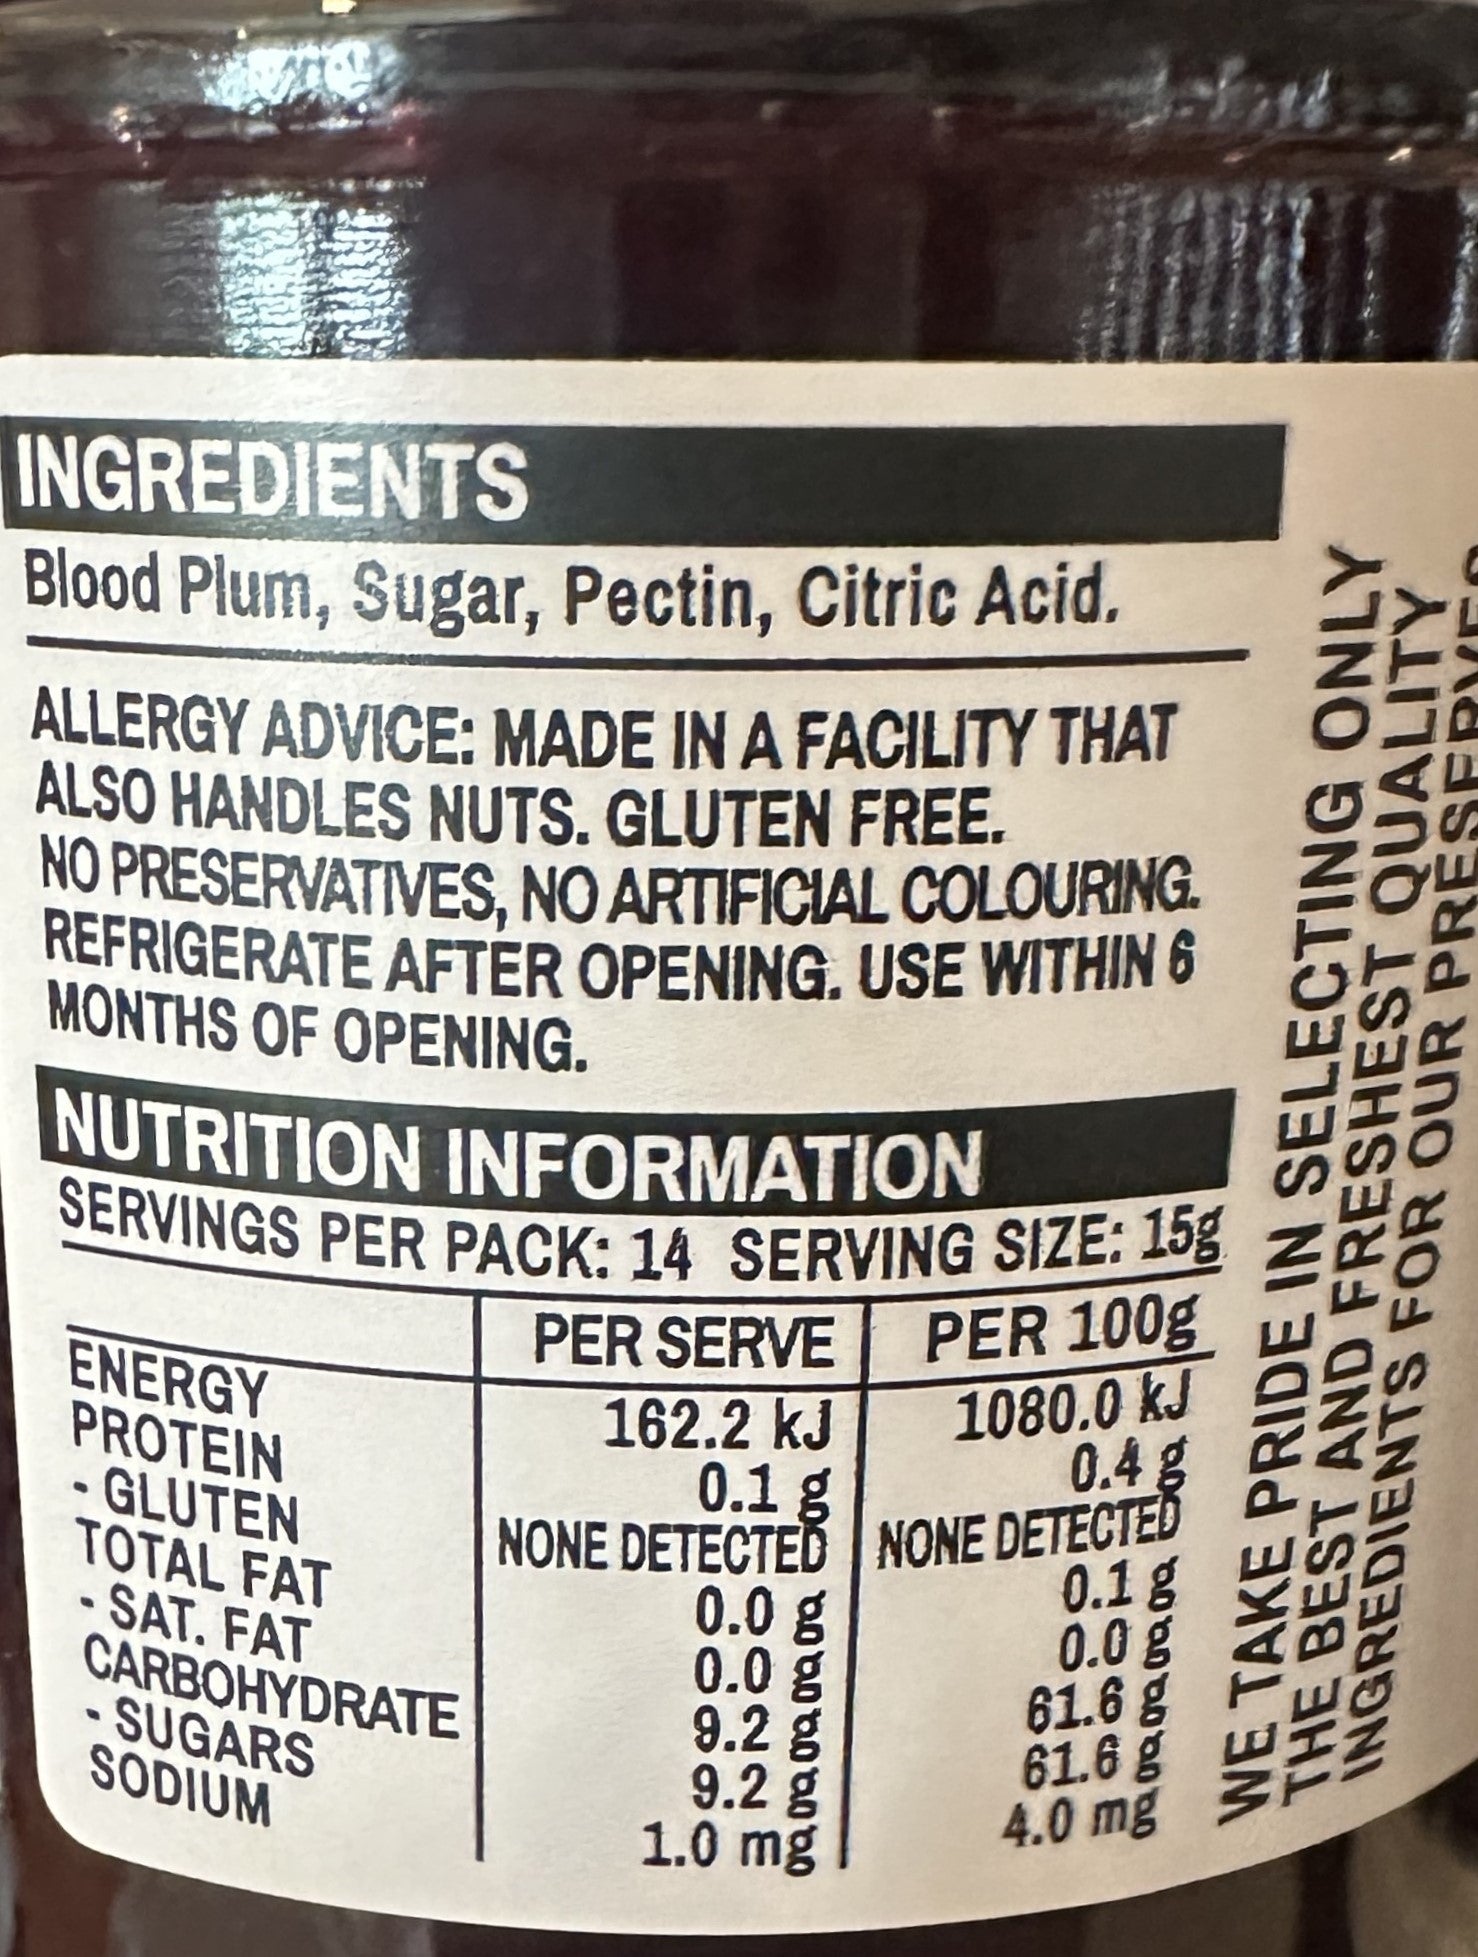 INGREDIENTS
Blood Plum, Sugar, Pectin, Citric Acid.
ALLERGY ADVICE: MADE IN A FACILITY THAT
ALSO HANDLES NUTS. GLUTEN FREE.
NO PRESERVATIVES, NO ARTIFICIAL COLOURING.
REFRIGERATE AFTER OPENING. USE WITHIN 6
MONTHS OF OPENING.
NUTRITION INFORMATION
SERVINGS PER PACK: 14 SERVING SIZE: 15g
PER SERVE PER 100g
ENERGY 162.2 kJ 1080.0 kJ
PROTEIN 0.1 g 0.4 g
- GLUTEN NONE DETECTED NONE DETECTED
TOTAL FAT 0.0 g 0.1 g
- SAT. FAT 0.0 g 0.0 g
CARBOHYDRATE 9.2 g 61.6 g
- SUGARS 9.2 g 61.6 g
SODIUM 1.0 mg 4.0 mg
WE TAKE PRIDE IN SELECTING ONLY
THE BEST AND FRESHEST QUALITY
INGREDIENTS FOR OUR PRESERVES